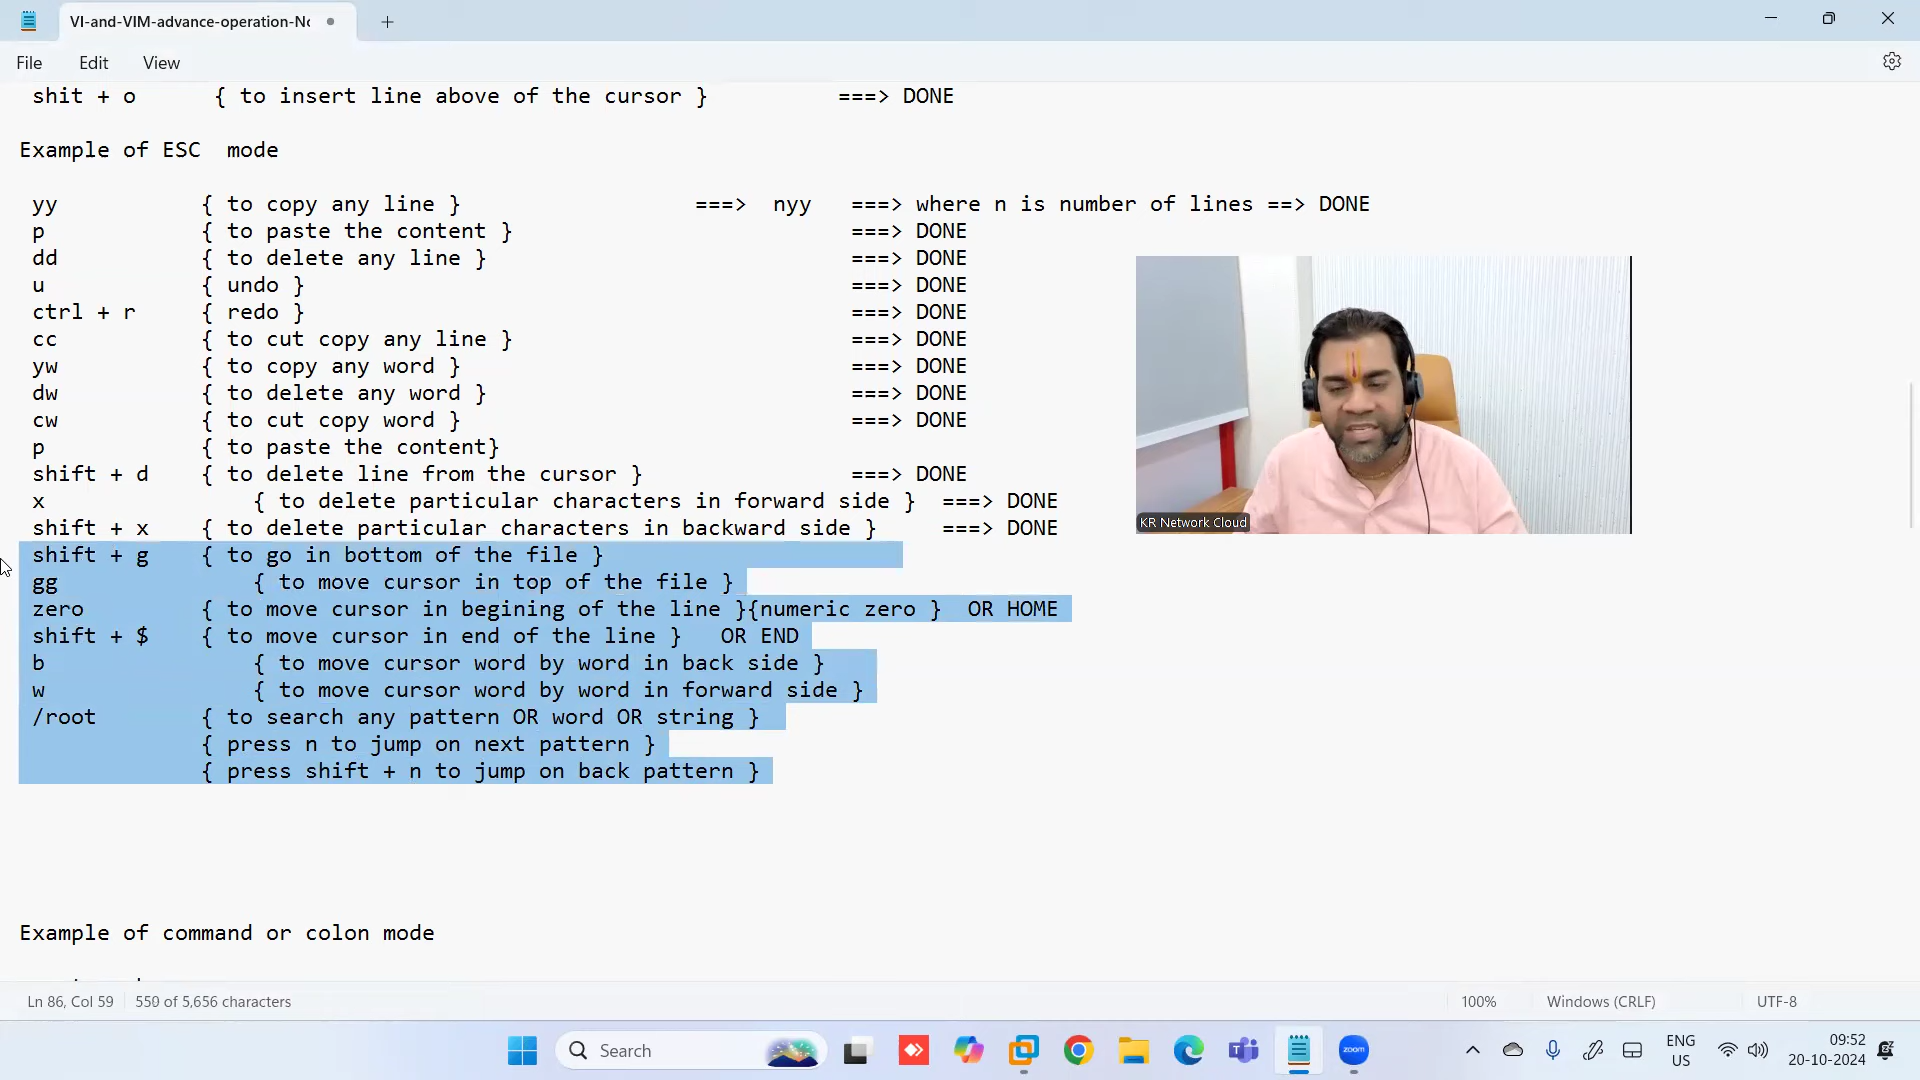 VI-and-VIM-advance-operation-No
File Edit View
shit + o { to insert line above of the cursor } ===> DONE
Example of ESC mode
yy { to copy any line } ===> nyy ===> where n is number of lines ==> DONE
p { to paste the content } ===> DONE
dd { to delete any line } ===> DONE
u { undo } ===> DONE
ctrl + r { redo } ===> DONE
cc { to cut copy any line } ===> DONE
yw { to copy any word } ===> DONE
dw { to delete any word } ===> DONE
cw { to cut copy word } ===> DONE
p { to paste the content}
shift + d { to delete line from the cursor } ===> DONE
x { to delete particular characters in forward side } ===> DONE
shift + x { to delete particular characters in backward side } ===> DONE
shift + g { to go in bottom of the file }
gg { to move cursor in top of the file }
zero { to move cursor in begining of the line }{numeric zero } OR HOME
shift + $ { to move cursor in end of the line } OR END
b { to move cursor word by word in back side }
w { to move cursor word by word in forward side }
/root { to search any pattern OR word OR string }
{ press n to jump on next pattern }
{ press shift + n to jump on back pattern }
Example of command or colon mode
KR Network Cloud
Ln 86, Col 59 559 of 5,656 characters 100% Windows (CRLF) UTF-8
Search
zoom
ENG
US
09:52
20-10-2024